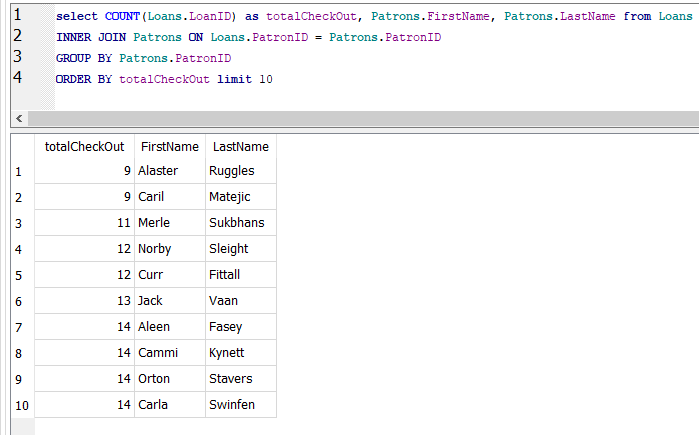 1 select COUNT(Loans.LoanID) as totalCheckOut, Patrons.FirstName, Patrons.LastName from Loans
2 INNER JOIN Patrons ON Loans.PatronID = Patrons.PatronID
3 GROUP BY Patrons.PatronID
4 ORDER BY totalCheckOut limit 10
totalCheckOut FirstName LastName
1 9 Alaster Ruggles
2 9 Caril Matejic
3 11 Merle Sukbhans
4 12 Norby Sleight
5 12 Curr Fittall
6 13 Jack Vaan
7 14 Aleen Fasey
8 14 Cammi Kynett
9 14 Orton Stavers
10 14 Carla Swinfen